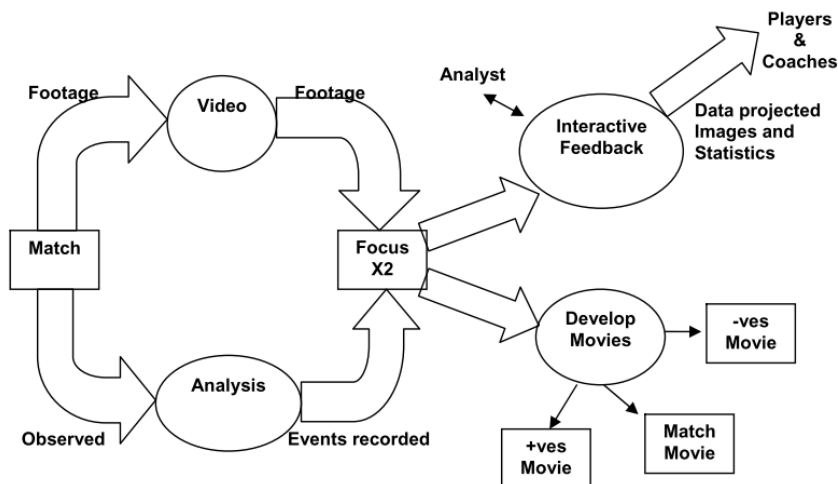 Players
&
Coaches
Analyst
Footage
Video
Footage
Interactive
Feedback
Data projected
Images and
Statistics
Match
Focus
X2
Develop
Movies
-ves
Movie
Analysis
Observed
Events recorded
+ves
Movie
Match
Movie